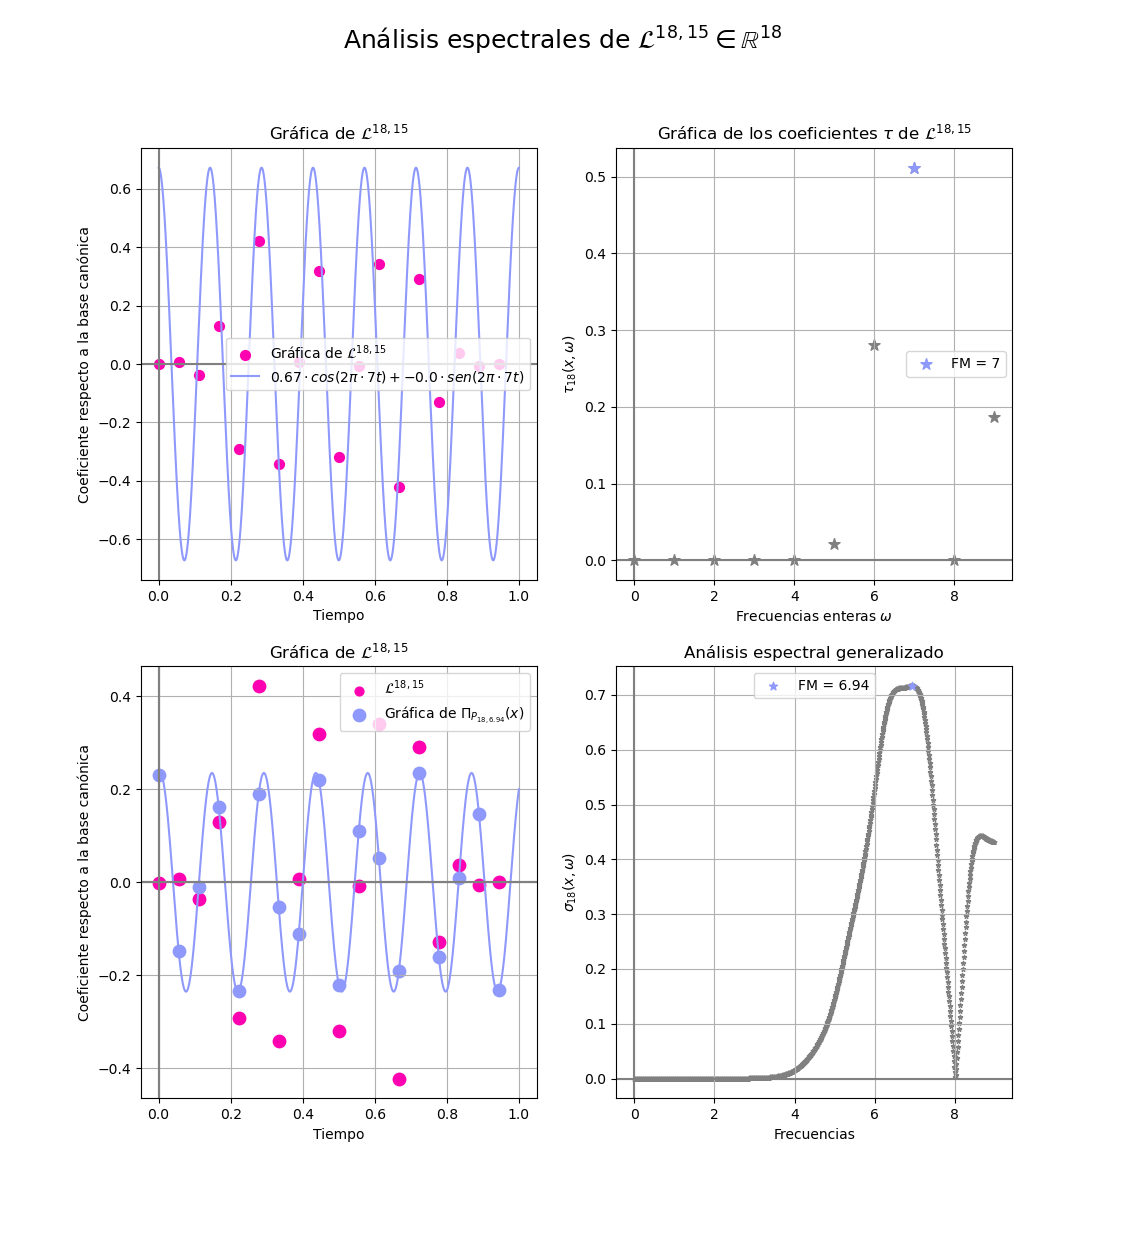 Análisis espectrales de $\mathcal{L}^{18,15} \in \mathbb{R}^{18}$
Gráfica de $\mathcal{L}^{18,15}$
0.6
0.4
0.2
0.0
−0.2
−0.4
−0.6
Coeficiente respecto a la base canónica
Gráfica de $\mathcal{L}^{18,15}$
$0.67 \cdot cos(2\pi \cdot 7t) + -0.0 \cdot sen(2\pi \cdot 7t)$
0.0 0.2 0.4 0.6 0.8 1.0
Tiempo
Gráfica de los coeficientes $\tau$ de $\mathcal{L}^{18,15}$
0.5
0.4
0.3
0.2
0.1
0.0
$\tau_{18}(x, \omega)$
FM = 7
0 2 4 6 8
Frecuencias enteras $\omega$
Gráfica de $\mathcal{L}^{18,15}$
0.4
0.2
0.0
−0.2
−0.4
Coeficiente respecto a la base canónica
$\mathcal{L}^{18,15}$
Gráfica de $\Pi_{P_{18,6.94}}(x)$
0.0 0.2 0.4 0.6 0.8 1.0
Tiempo
Análisis espectral generalizado
0.7
0.6
0.5
0.4
0.3
0.2
0.1
0.0
$\sigma_{18}(x, \omega)$
FM = 6.94
0 2 4 6 8
Frecuencias